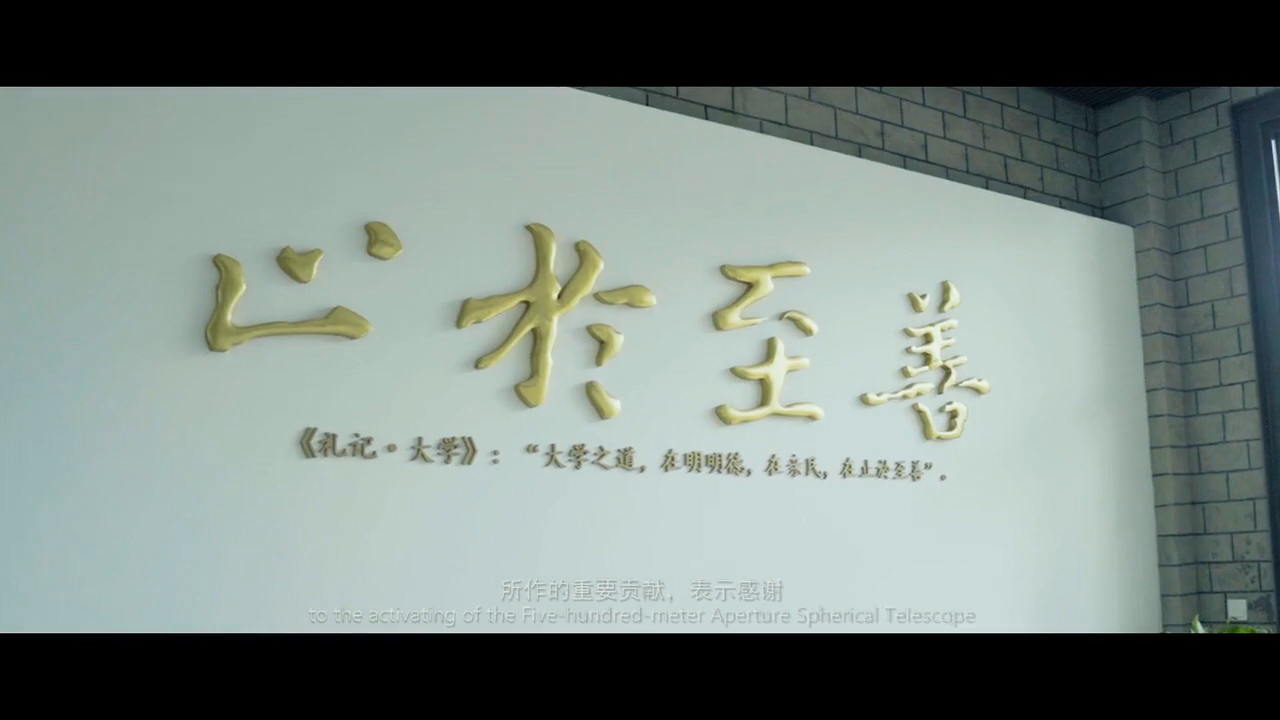 止於至善
《礼记·大学》：“大学之道，在明明德，在亲民，在止於至善”。
所作的重要贡献，表示感谢
to the activating of the Five-hundred-meter Aperture Spherical Telescope